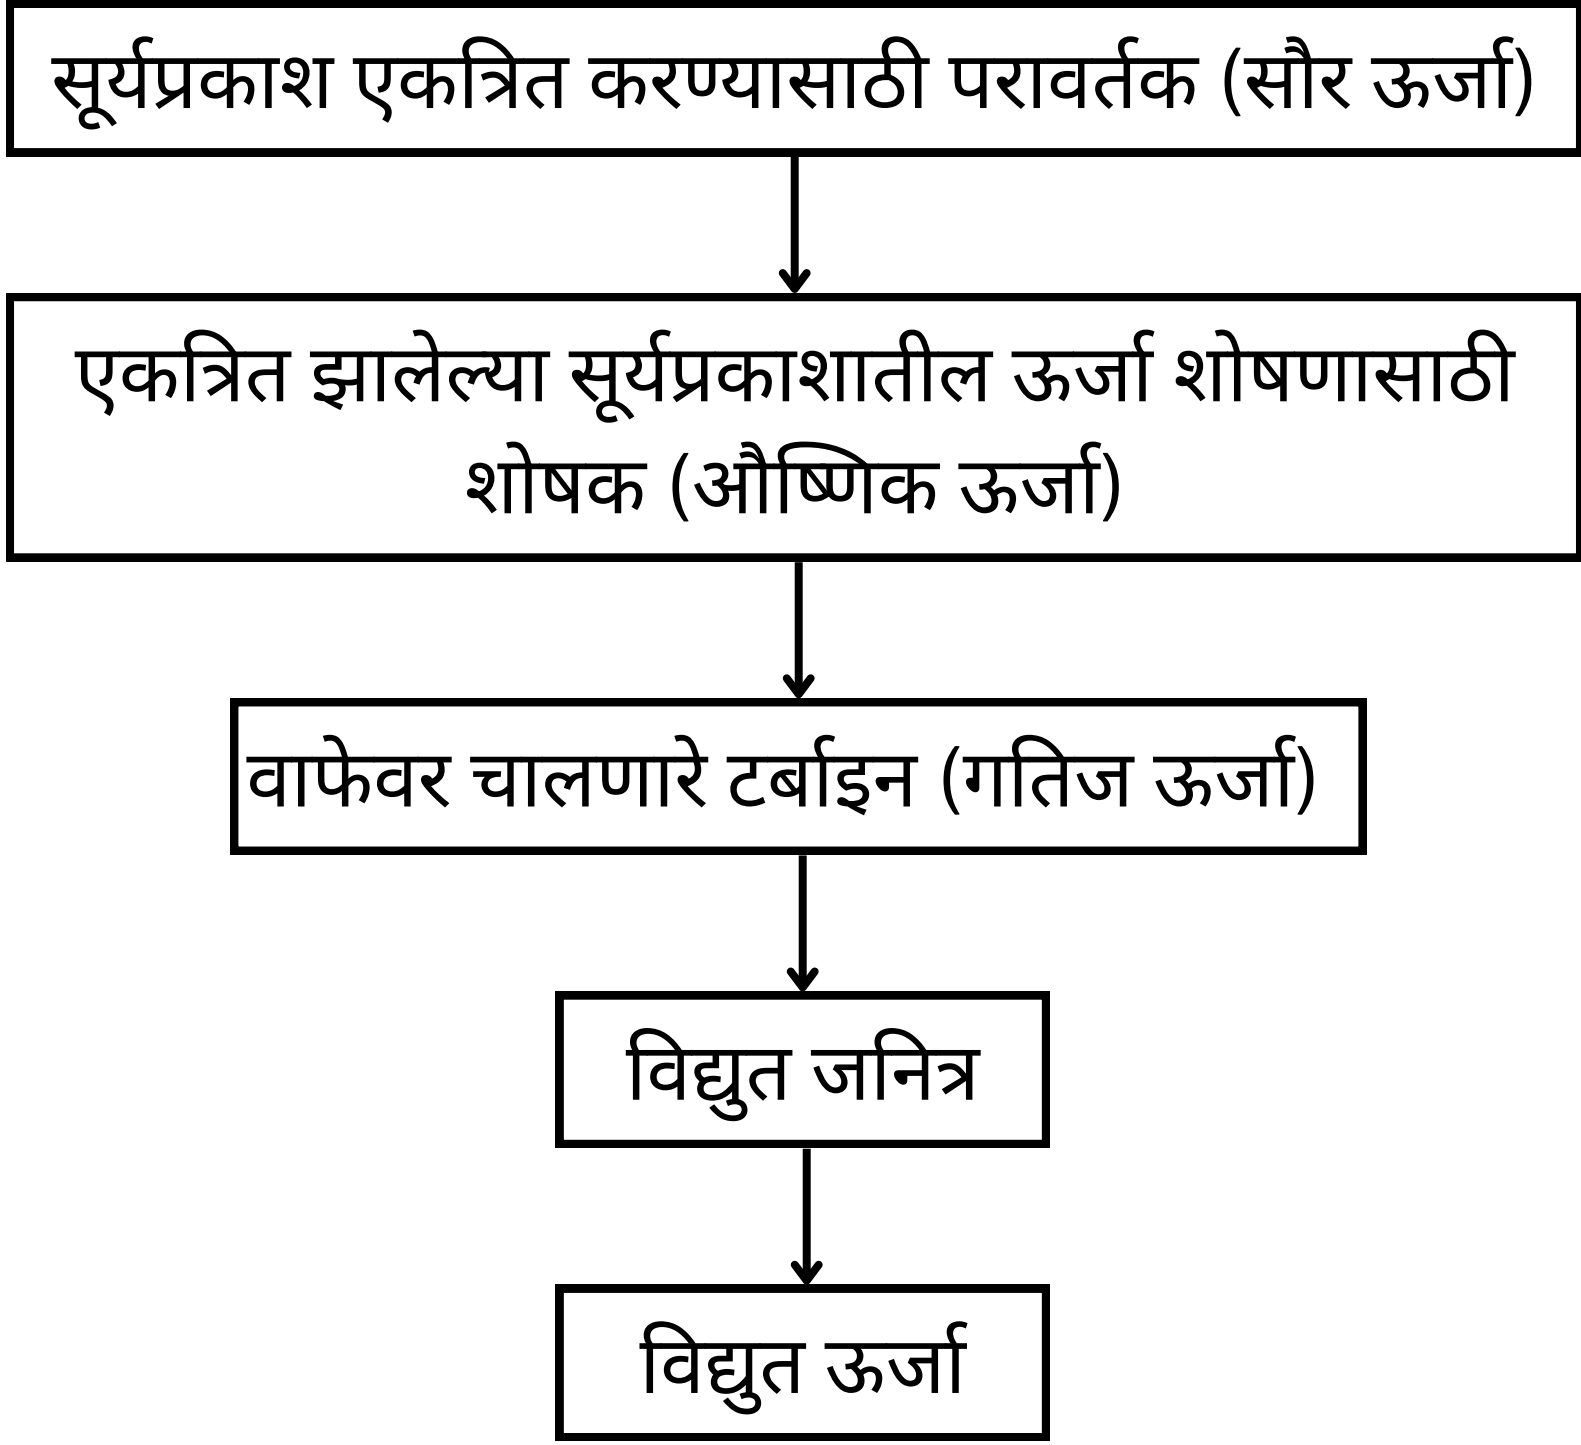 सूर्यप्रकाश एकत्रित करण्यासाठी परावर्तक (सौर ऊर्जा)
एकत्रित झालेल्या सूर्यप्रकाशातील ऊर्जा शोषणासाठी
शोषक (औष्णिक ऊर्जा)
वाफेवर चालणारे टर्बाइन (गतिज ऊर्जा)
विद्युत जनित्र
विद्युत ऊर्जा